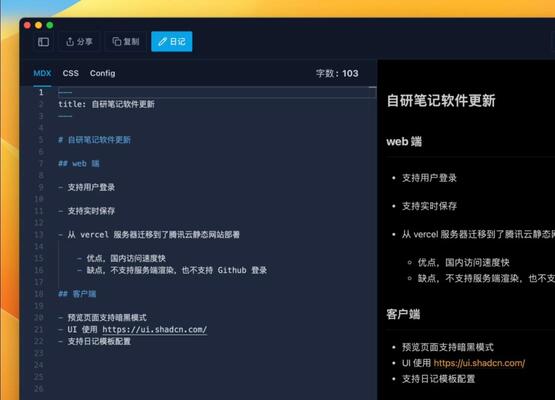 分享 复制 日记
MDX CSS Config 字数：103
1 ---
2 title: 自研笔记软件更新
3 ---
4
5 # 自研笔记软件更新
6
7 ## web 端
8
9 - 支持用户登录
10
11 - 支持实时保存
12
13 - 从 vercel 服务器迁移到了腾讯云静态网站部署
14
15 - 优点，国内访问速度快
16 - 缺点，不支持服务端渲染，也不支持 Github 登录
17
18 ## 客户端
19
20 - 预览页面支持暗黑模式
21 - UI 使用 https://ui.shadcn.com/
22 - 支持日记模板配置
23
24
25
26
自研笔记软件更新
web 端
• 支持用户登录
• 支持实时保存
• 从 vercel 服务器迁移到了腾讯云静态网
◦ 优点，国内访问速度快
◦ 缺点，不支持服务端渲染，也不支
客户端
• 预览页面支持暗黑模式
• UI 使用 https://ui.shadcn.com/
• 支持日记模板配置